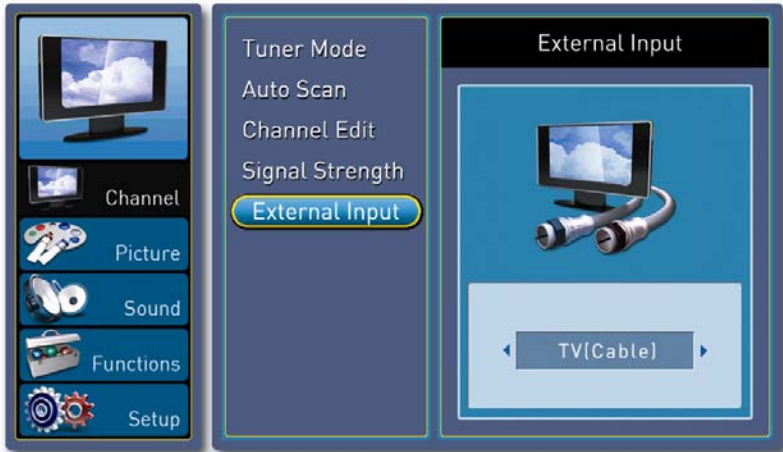 Channel
Picture
Sound
Functions
Setup
Tuner Mode
Auto Scan
Channel Edit
Signal Strength
External Input
External Input
TV(Cable)